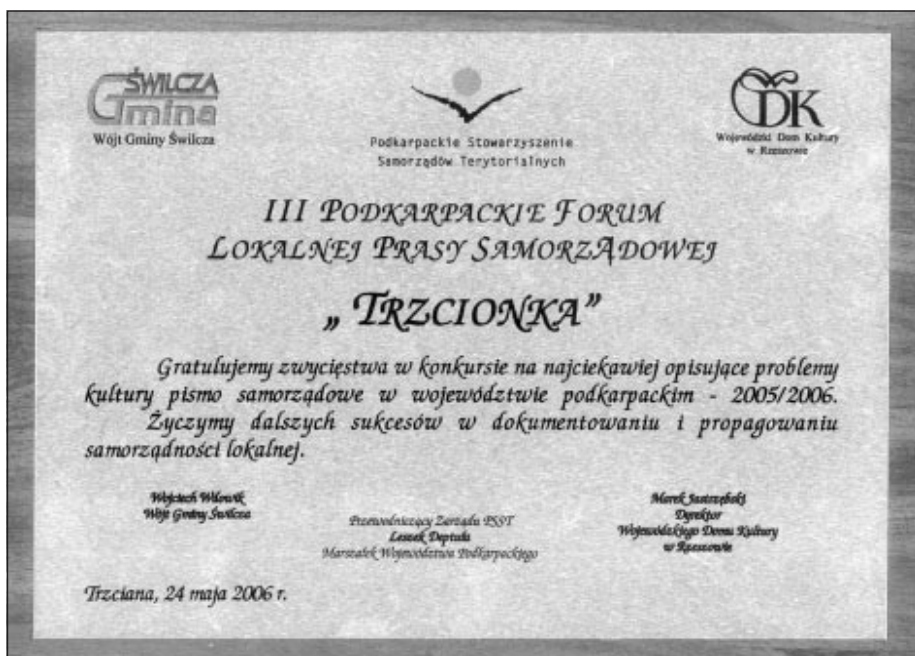 ŚWILCZA
Gmina
Wójt Gminy Świlcza
Podkarpackie Stowarzyszenie
Samorządów Terytorialnych
DK
Wojewódzki Dom Kultury
w Rzeszowie
III PODKARPACKIE FORUM
LOKALNEJ PRASY SAMORZĄDOWEJ
„TRZCIONKA”
Gratulujemy zwycięstwa w konkursie na najciekawiej opisujące problemy
kultury pismo samorządowe w województwie podkarpackim - 2005/2006.
Życzymy dalszych sukcesów w dokumentowaniu i propagowaniu
samorządności lokalnej.
Wojciech Wdowik
Wójt Gminy Świlcza
Przewodniczący Zarządu PSST
Leszek Deptuła
Marszałek Województwa Podkarpackiego
Marek Jastrzębski
Dyrektor
Wojewódzkiego Domu Kultury
w Rzeszowie
Trzciana, 24 maja 2006 r.